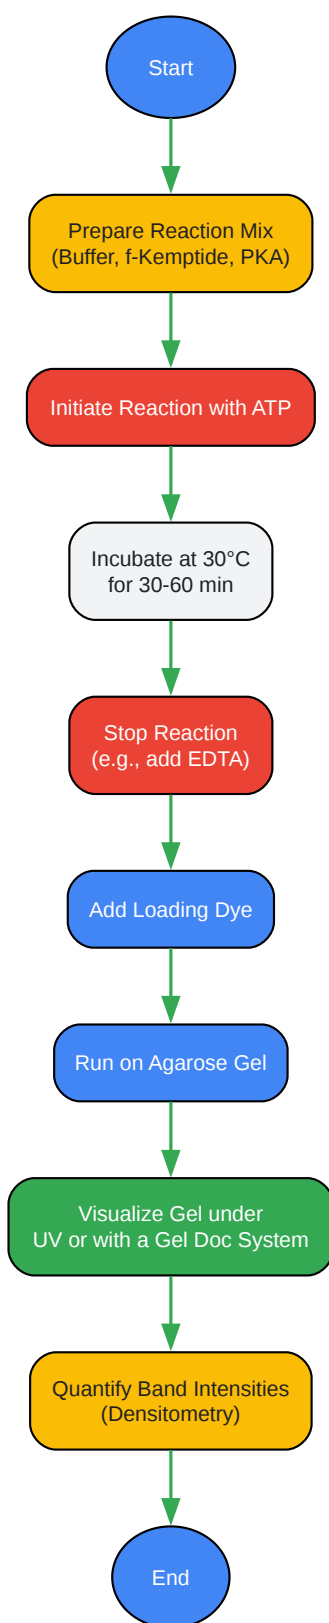 Start
Prepare Reaction Mix
(Buffer, f-Kemptide, PKA)
Initiate Reaction with ATP
Incubate at 30°C
for 30-60 min
Stop Reaction
(e.g., add EDTA)
Add Loading Dye
Run on Agarose Gel
Visualize Gel under
UV or with a Gel Doc System
Quantify Band Intensities
(Densitometry)
End